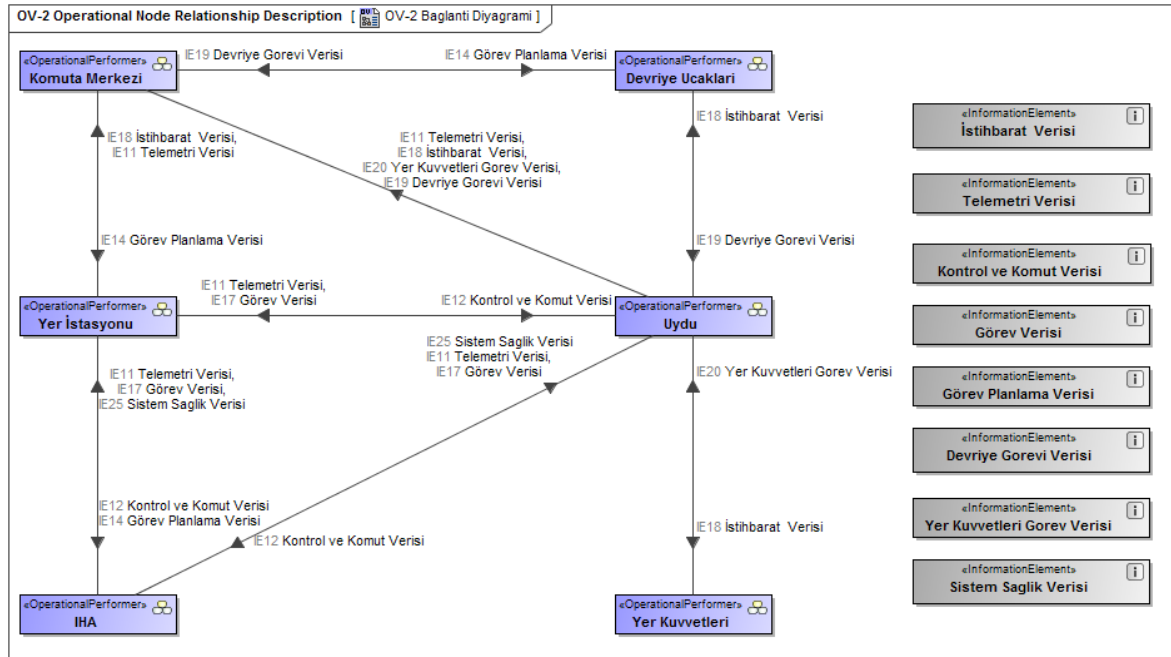 OV-2 Operational Node Relationship Description [ OV-2 Baglanti Diyagrami ]
«OperationalPerformer»
Komuta Merkezi
IE19 Devriye Gorevi Verisi
IE14 Görev Planlama Verisi
«OperationalPerformer»
Devriye Ucaklari
IE18 İstihbarat Verisi,
IE11 Telemetri Verisi
IE11 Telemetri Verisi,
IE18 İstihbarat Verisi,
IE20 Yer Kuvvetleri Gorev Verisi,
IE19 Devriye Gorevi Verisi
IE18 İstihbarat Verisi
IE14 Görev Planlama Verisi
IE19 Devriye Gorevi Verisi
«OperationalPerformer»
Yer İstasyonu
IE11 Telemetri Verisi,
IE17 Görev Verisi
IE12 Kontrol ve Komut Verisi
«OperationalPerformer»
Uydu
IE11 Telemetri Verisi,
IE17 Görev Verisi,
IE25 Sistem Saglik Verisi
IE25 Sistem Saglik Verisi
IE11 Telemetri Verisi,
IE17 Görev Verisi
IE20 Yer Kuvvetleri Gorev Verisi
IE12 Kontrol ve Komut Verisi
IE14 Görev Planlama Verisi
IE12 Kontrol ve Komut Verisi
IE18 İstihbarat Verisi
«OperationalPerformer»
IHA
«OperationalPerformer»
Yer Kuvvetleri
«InformationElement»
İstihbarat Verisi
«InformationElement»
Telemetri Verisi
«InformationElement»
Kontrol ve Komut Verisi
«InformationElement»
Görev Verisi
«InformationElement»
Görev Planlama Verisi
«InformationElement»
Devriye Gorevi Verisi
«InformationElement»
Yer Kuvvetleri Gorev Verisi
«InformationElement»
Sistem Saglik Verisi